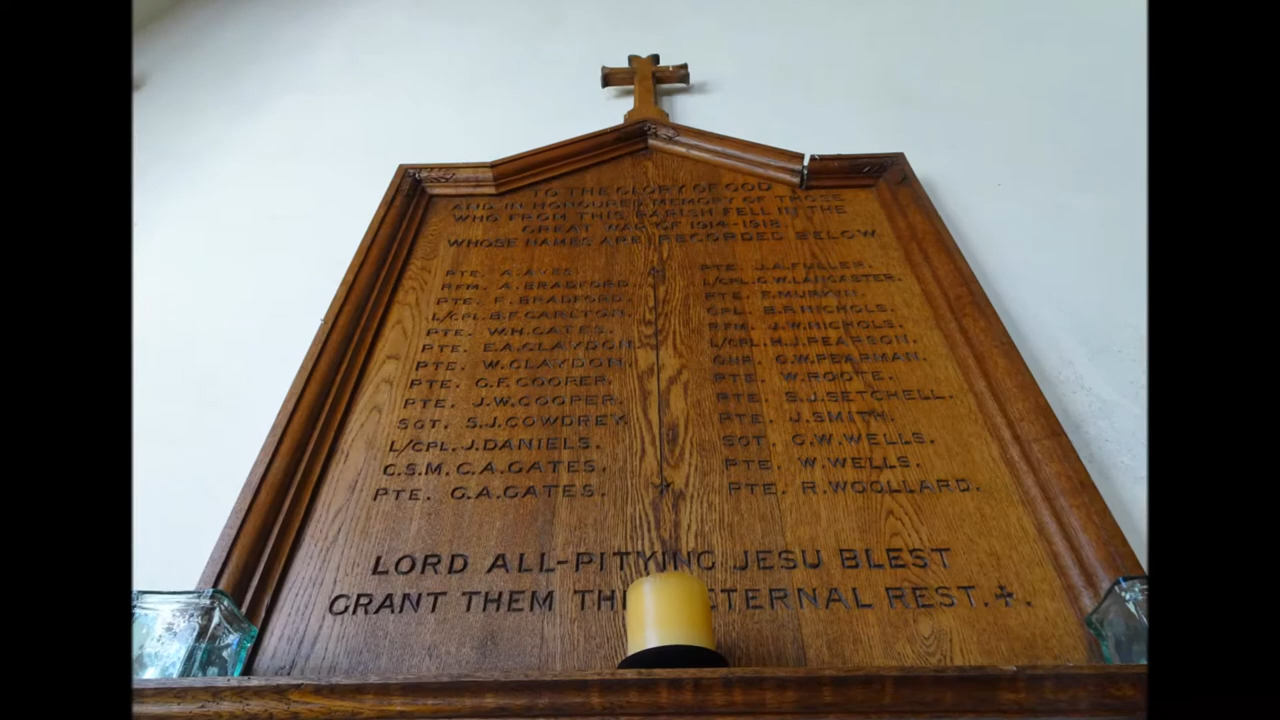 TO THE GLORY OF GOD
AND IN HONOURED MEMORY OF THOSE
WHO FROM THIS PARISH FELL IN THE
GREAT WAR OF 1914-1918
WHOSE NAMES ARE RECORDED BELOW.
PTE. A.
RFM. A. BRADFORD.
PTE. F. BRADFORD.
L/CPL. B.F. CARLTON.
PTE. W.H. CATES.
PTE. E.A. CLAYDON.
PTE. W. CLAYDON.
PTE. C.F. COOPER.
PTE. J.W. COOPER.
SGT. S.J. COWDREY.
L/CPL. J. DANIELS.
C.S.M. C.A. GATES.
PTE. G.A. GATES.
PTE. J.A. FULLER.
L/CPL. G.W. LANCASTER.
PTE.
CPL. B.R. NICHOLS.
RFM. J.W. NICHOLS.
L/CPL. H.J. PEARSON.
GNR. G.W. PEARMAN.
PTE. W. ROOTE.
PTE. S.J. SETCHELL.
PTE. J. SMITH.
SGT. G.W. WELLS.
PTE. W. WELLS.
PTE. R. WOOLLARD.
LORD ALL-PITYING JESU BLEST
GRANT THEM ETERNAL REST.